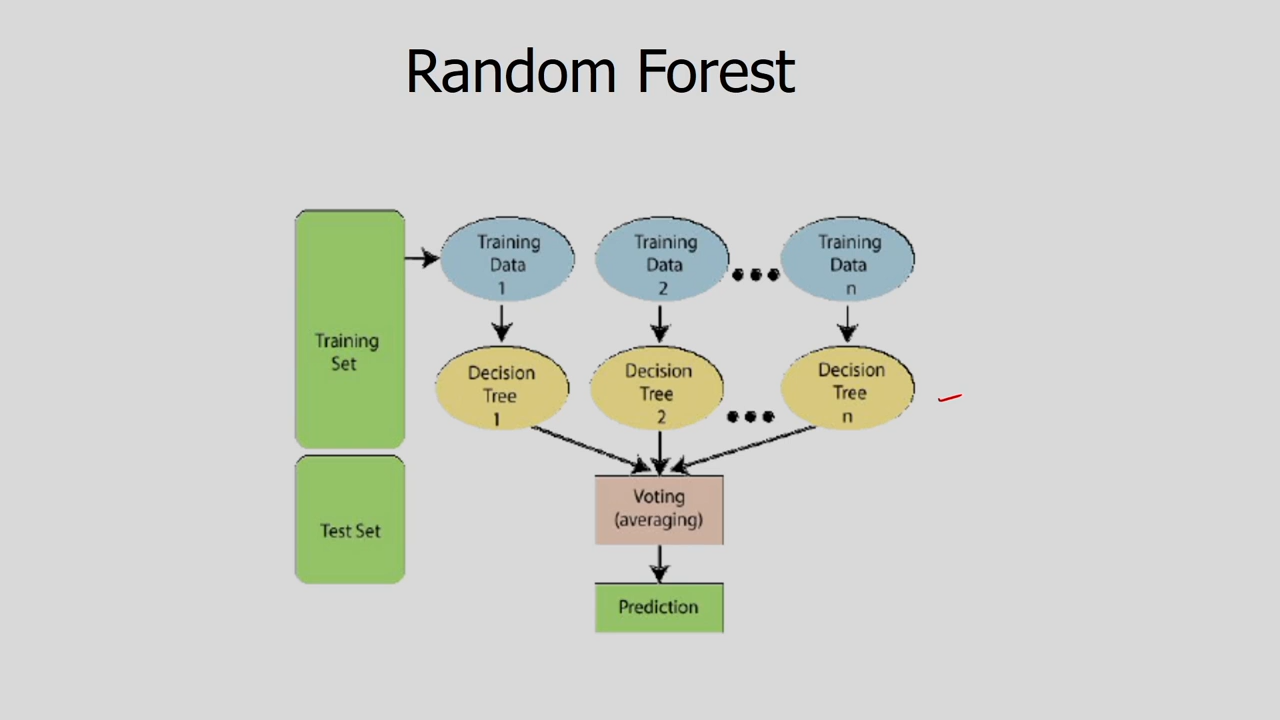 Random Forest
Training
Data
1
Training
Data
2
Training
Data
n
Training
Set
Decision
Tree
1
Decision
Tree
2
Decision
Tree
n
Test Set
Voting
(averaging)
Prediction